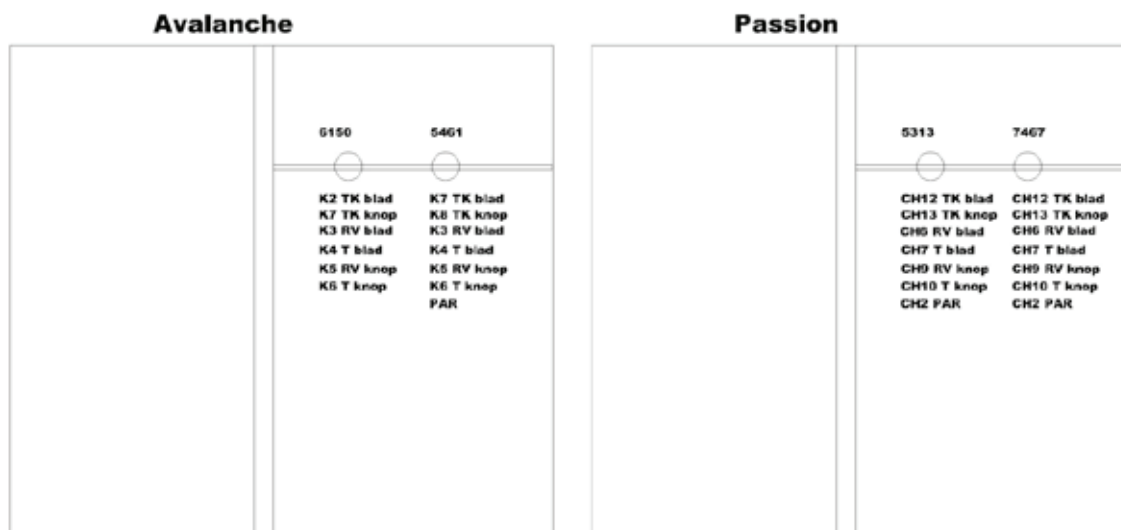 Avalanche
6150
K2 TK blad
K7 TK knop
K3 RV blad
K4 T blad
K5 RV knop
K6 T knop
5461
K7 TK blad
K8 TK knop
K3 RV blad
K4 T blad
K5 RV knop
K6 T knop
PAR
Passion
5313
CH12 TK blad
CH13 TK knop
CH6 RV blad
CH7 T blad
CH9 RV knop
CH10 T knop
CH2 PAR
7467
CH12 TK blad
CH13 TK knop
CH6 RV blad
CH7 T blad
CH9 RV knop
CH10 T knop
CH2 PAR